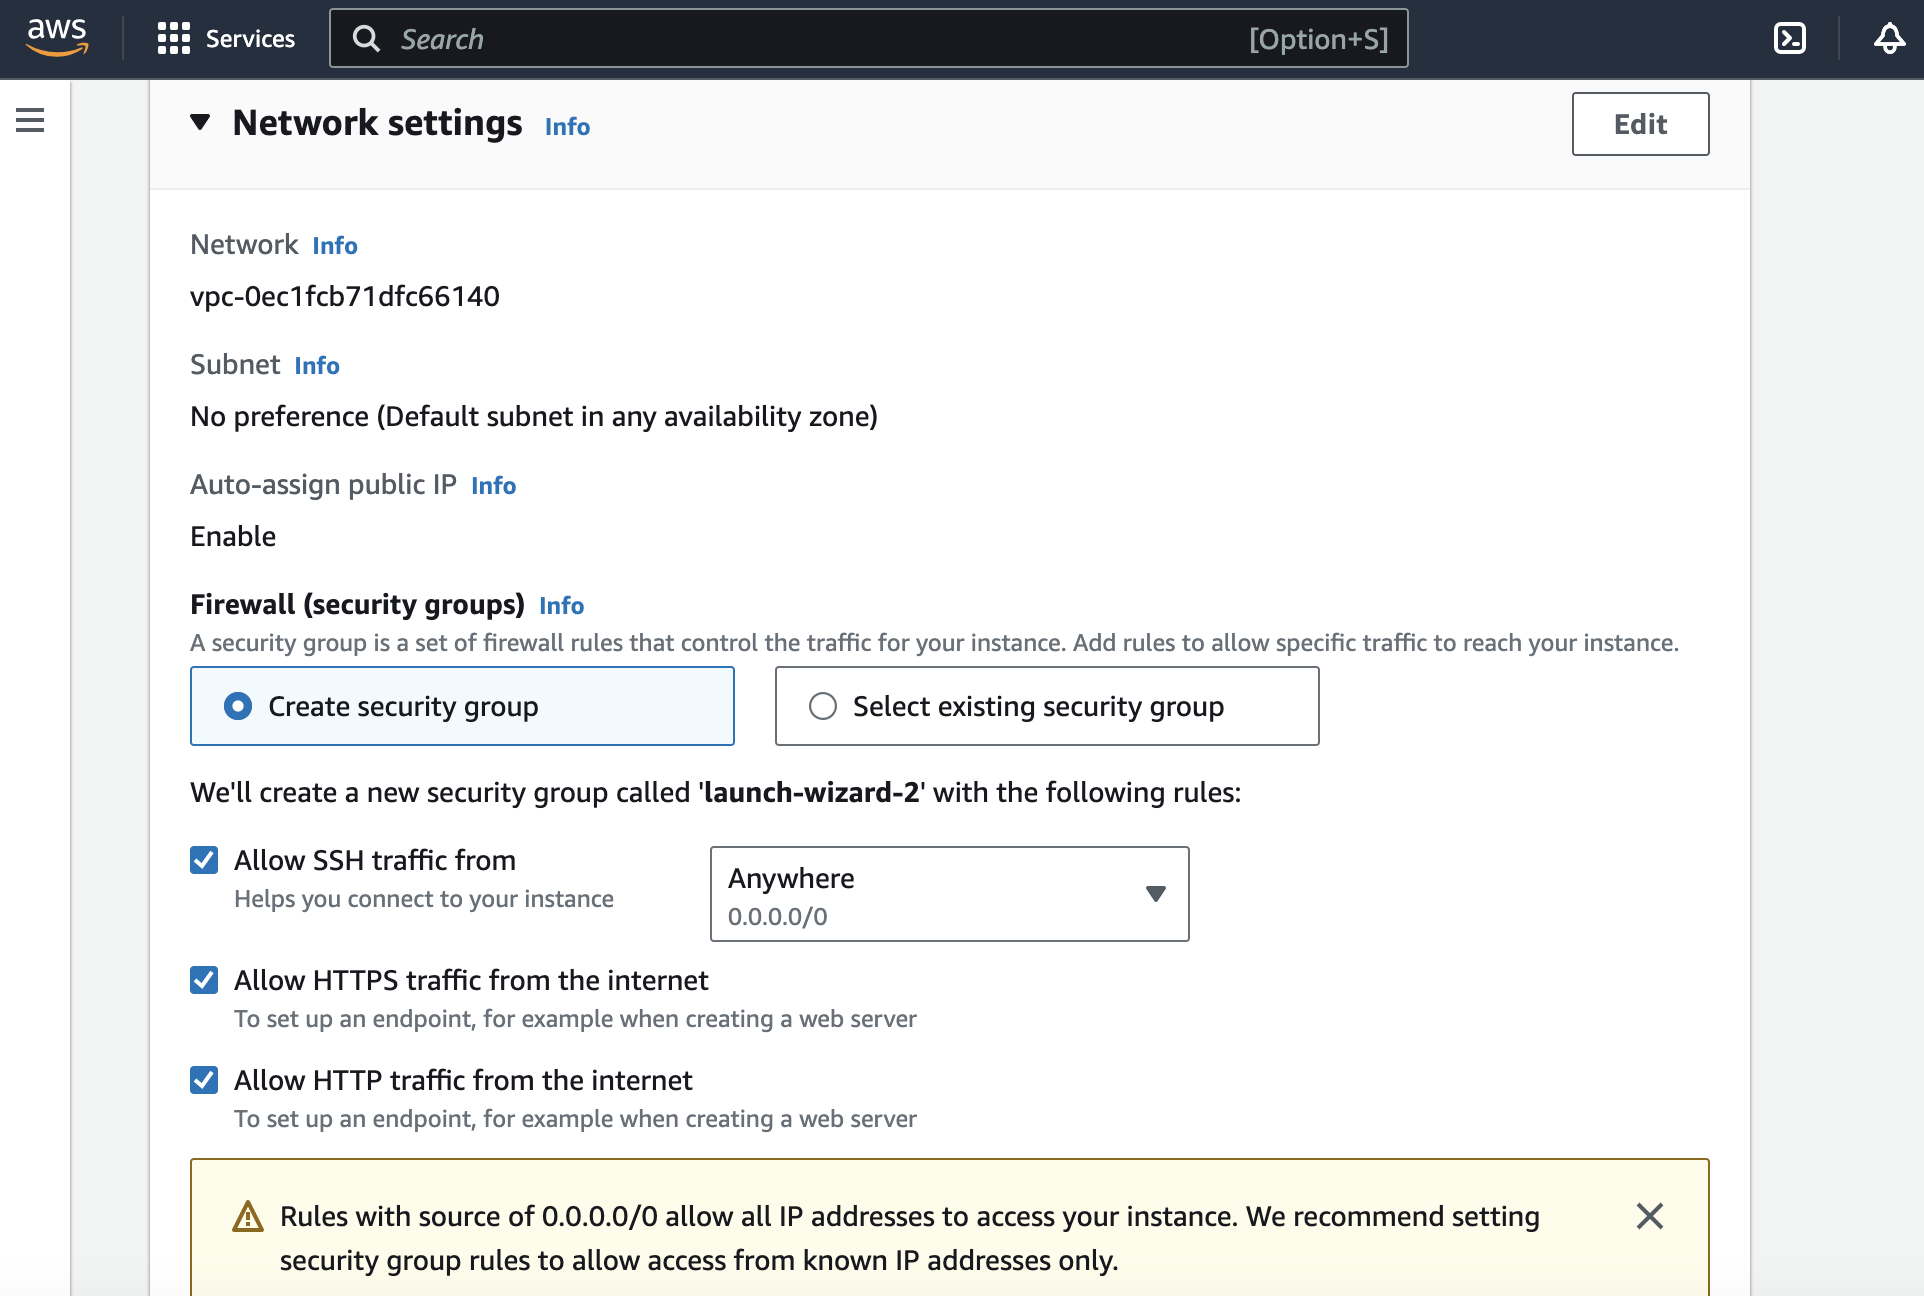 aws Services Search [Option+S]
Network settings Info Edit
Network Info
vpc-0ec1fcb71dfc66140
Subnet Info
No preference (Default subnet in any availability zone)
Auto-assign public IP Info
Enable
Firewall (security groups) Info
A security group is a set of firewall rules that control the traffic for your instance. Add rules to allow specific traffic to reach your instance.
Create security group Select existing security group
We'll create a new security group called 'launch-wizard-2' with the following rules:
Allow SSH traffic from
Helps you connect to your instance
Anywhere
0.0.0.0/0
Allow HTTPS traffic from the internet
To set up an endpoint, for example when creating a web server
Allow HTTP traffic from the internet
To set up an endpoint, for example when creating a web server
Rules with source of 0.0.0.0/0 allow all IP addresses to access your instance. We recommend setting
security group rules to allow access from known IP addresses only.